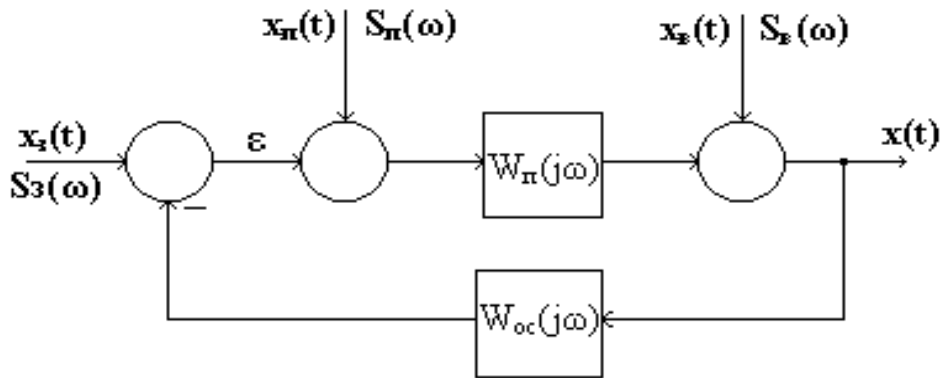 xп(t) Sп(ω) xв(t) Sв(ω)
xз(t) ε x(t)
Sз(ω) Wп(jω)
–
Wос(jω)